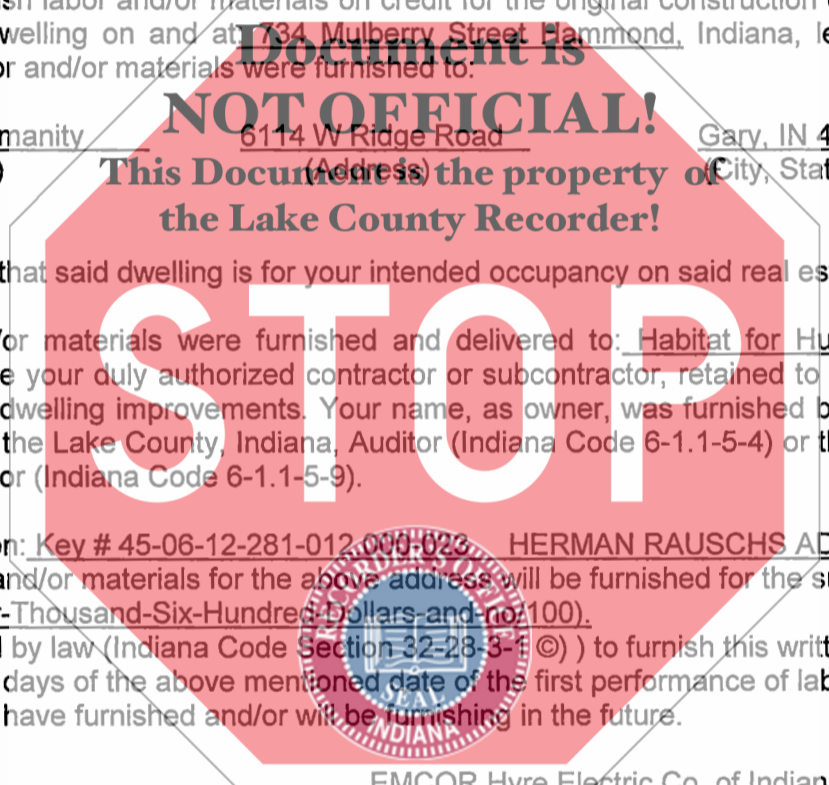 sh labor and/or materials on credit for the original construction
welling on and at: 734 Mulberry Street Hammond, Indiana, le
Document is
or and/or materials were furnished to:
NOT OFFICIAL!
manity 6114 W Ridge Road Gary, IN 4
(Address) (City, Stat
This Document is the property of
the Lake County Recorder!
that said dwelling is for your intended occupancy on said real es
/or materials were furnished and delivered to: Habitat for Hu
e your duly authorized contractor or subcontractor, retained to
dwelling improvements. Your name, as owner, was furnished b
the Lake County, Indiana, Auditor (Indiana Code 6-1.1-5-4) or th
or (Indiana Code 6-1.1-5-9).
STOP
n: Key # 45-06-12-281-012-000-023 HERMAN RAUSCHS AD
and/or materials for the above address will be furnished for the s
-Thousand-Six-Hundred-Dollars-and-no/100).
by law (Indiana Code Section 32-28-3-1 ©) ) to furnish this writt
days of the above mentioned date of the first performance of lab
have furnished and/or will be furnishing in the future.
RECORDER'S OFFICE
SEAL
INDIANA
EMCOR Hyre Electric Co. of Indian